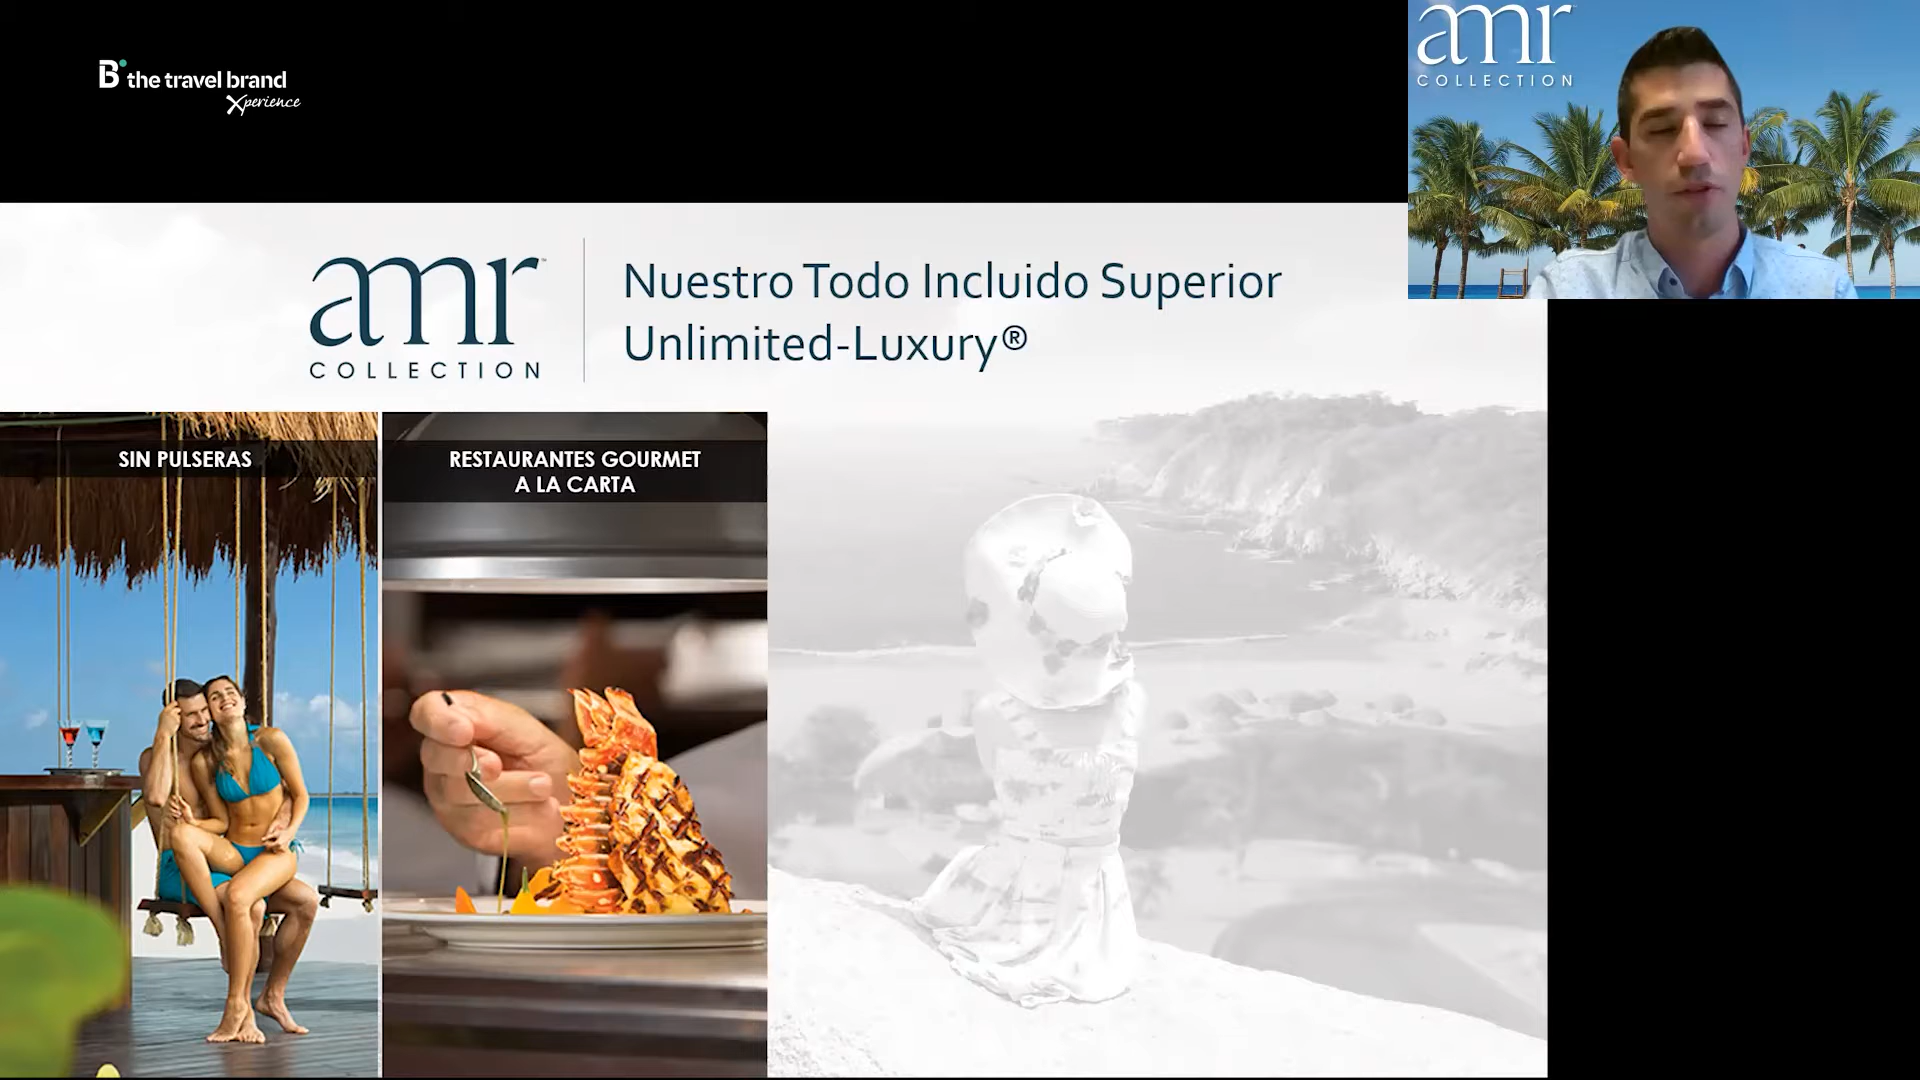 B the travel brand
Xperience
amr
COLLECTION
amr™
COLLECTION
Nuestro Todo Incluido Superior
Unlimited-Luxury®
SIN PULSERAS
RESTAURANTES GOURMET
A LA CARTA